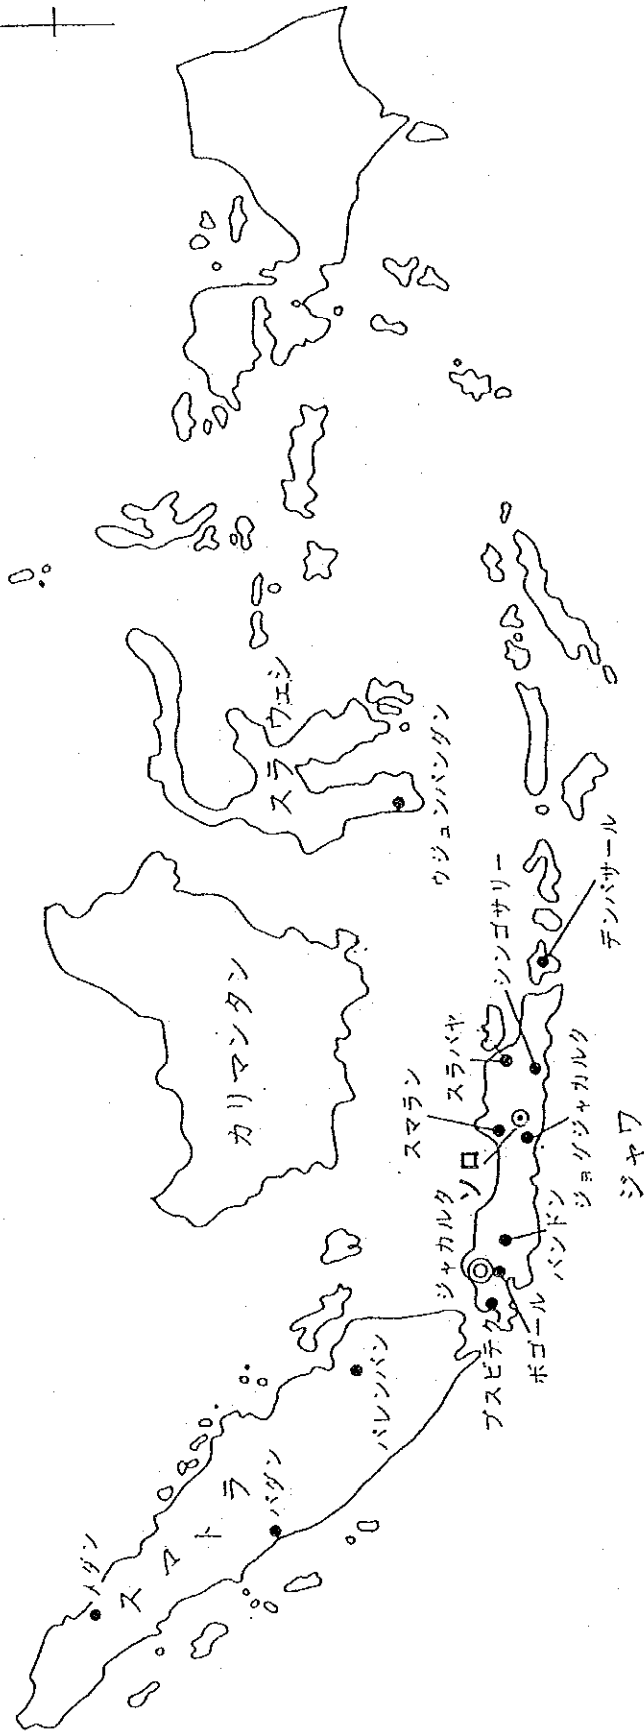 メダン
スマトラ
パダン
パレンバン
カリマンタン
スラウェシ
ウジュンパンダン
ジャカルタ
ソロ
スマラン
スラバヤ
シンゴサリー
プスピテク
ボゴール
バンドン
ジョグジャカルタ
デンパサール
ジャワ